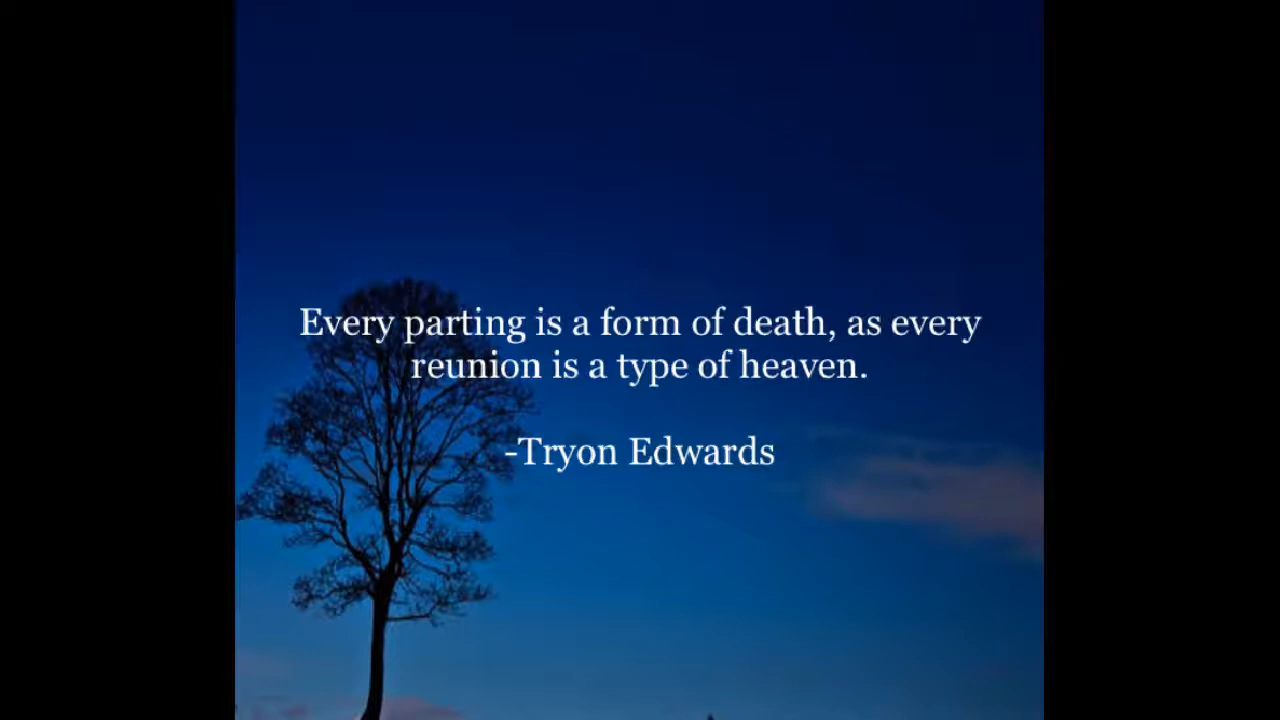 Every parting is a form of death, as every
reunion is a type of heaven.
-Tryon Edwards